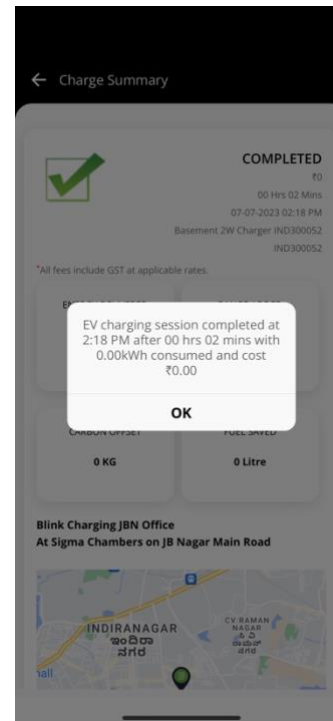 Charge Summary
COMPLETED
₹0
00 Hrs 02 Mins
07-07-2023 02:18 PM
Basement 2W Charger IND300052
IND300052
*All fees include GST at applicable rates.
EV charging session completed at
2:18 PM after 00 hrs 02 mins with
0.00kWh consumed and cost
₹0.00
OK
CARBON OFFSET
FUEL SAVED
0 KG
0 Litre
Blink Charging JBN Office
At Sigma Chambers on JB Nagar Main Road
INDIRANAGAR
ಇಂದಿರಾ
ನಗರ
CV RAMAN
NAGAR
ಸಿ ವಿ
ರಾಮನ್
ನಗರ